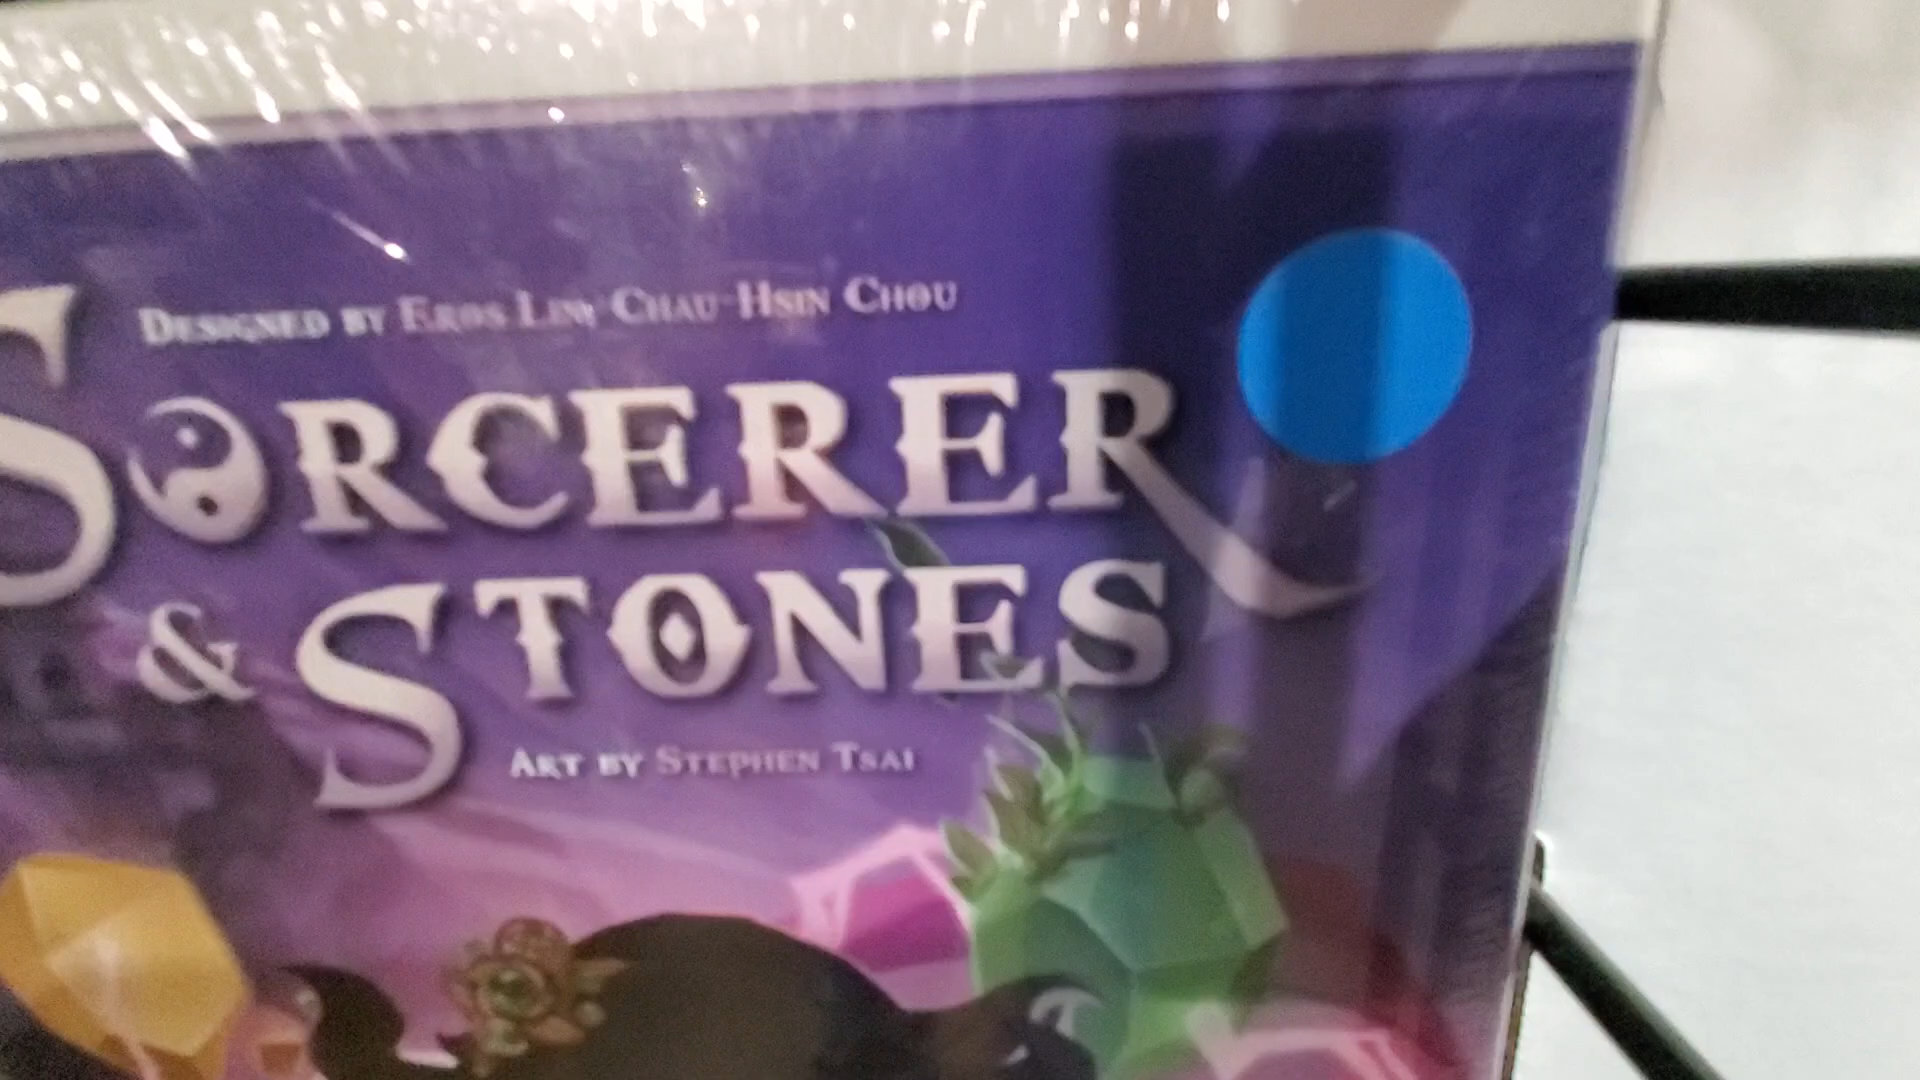 DESIGNED BY EROS LIN, CHAU-HSIN CHOU
SORCERER
& STONES
ART BY STEPHEN TSAI